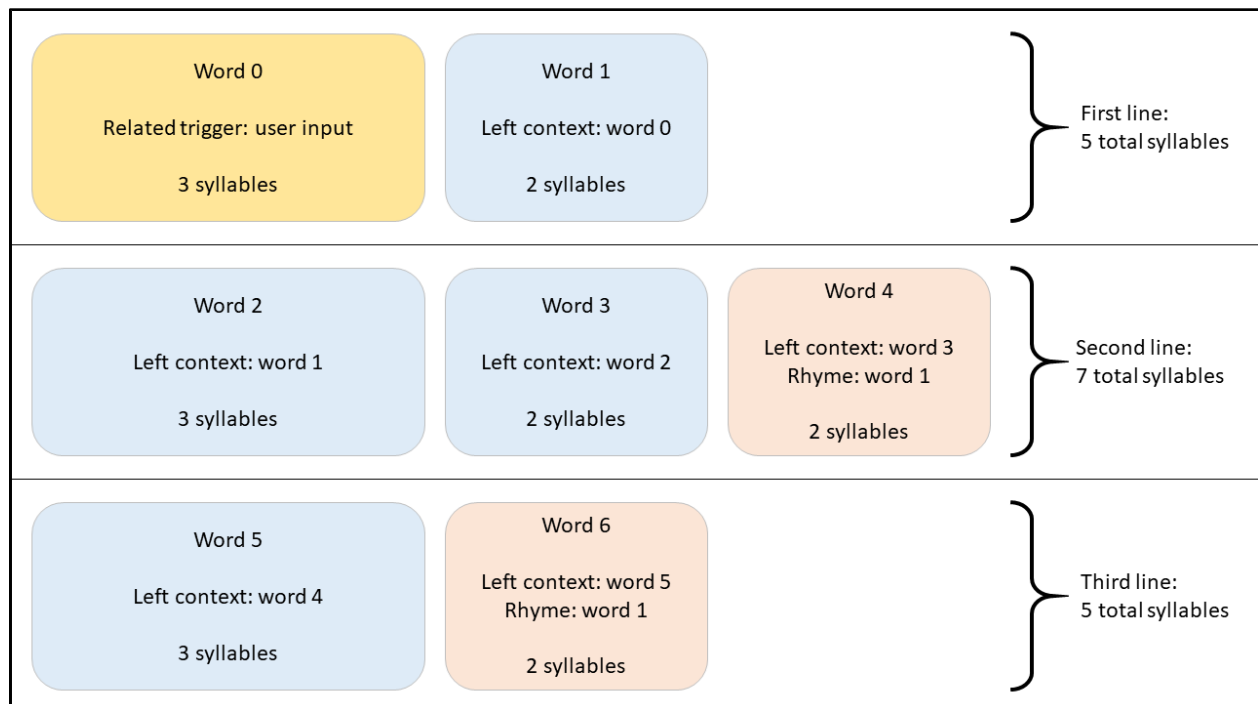 Word 0
Related trigger: user input
3 syllables
Word 1
Left context: word 0
2 syllables
First line:
5 total syllables
Word 2
Left context: word 1
3 syllables
Word 3
Left context: word 2
2 syllables
Word 4
Left context: word 3
Rhyme: word 1
2 syllables
Second line:
7 total syllables
Word 5
Left context: word 4
3 syllables
Word 6
Left context: word 5
Rhyme: word 1
2 syllables
Third line:
5 total syllables